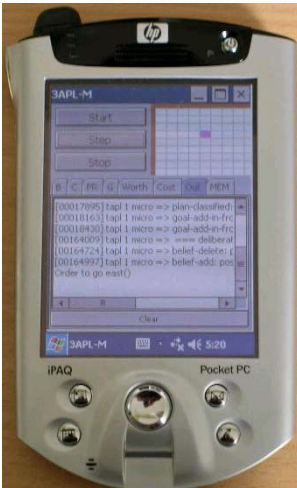 hp
3APL-M
Start
Step
Stop
B C PR G Worth Cost Out MEM
[00017895] tapl 1 micro => plan-classified:
[00018163] tapl 1 micro => goal-add-in-frc
[00018430] tapl 1 micro => goal-add-in-frc
[00164009] tapl 1 micro => === deliberat
[00164724] tapl 1 micro => belief-delete: p
[00164997] tapl 1 micro => belief-add: pos
Order to go east()
Clear
3APL-M 5:20
iPAQ Pocket PC